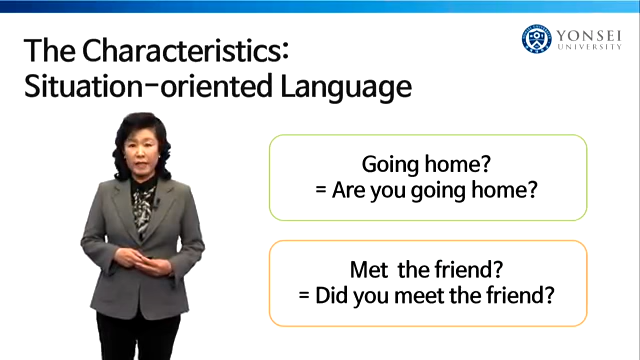 The Characteristics:
Situation-oriented Language
YONSEI
UNIVERSITY
Going home?
= Are you going home?
Met the friend?
= Did you meet the friend?